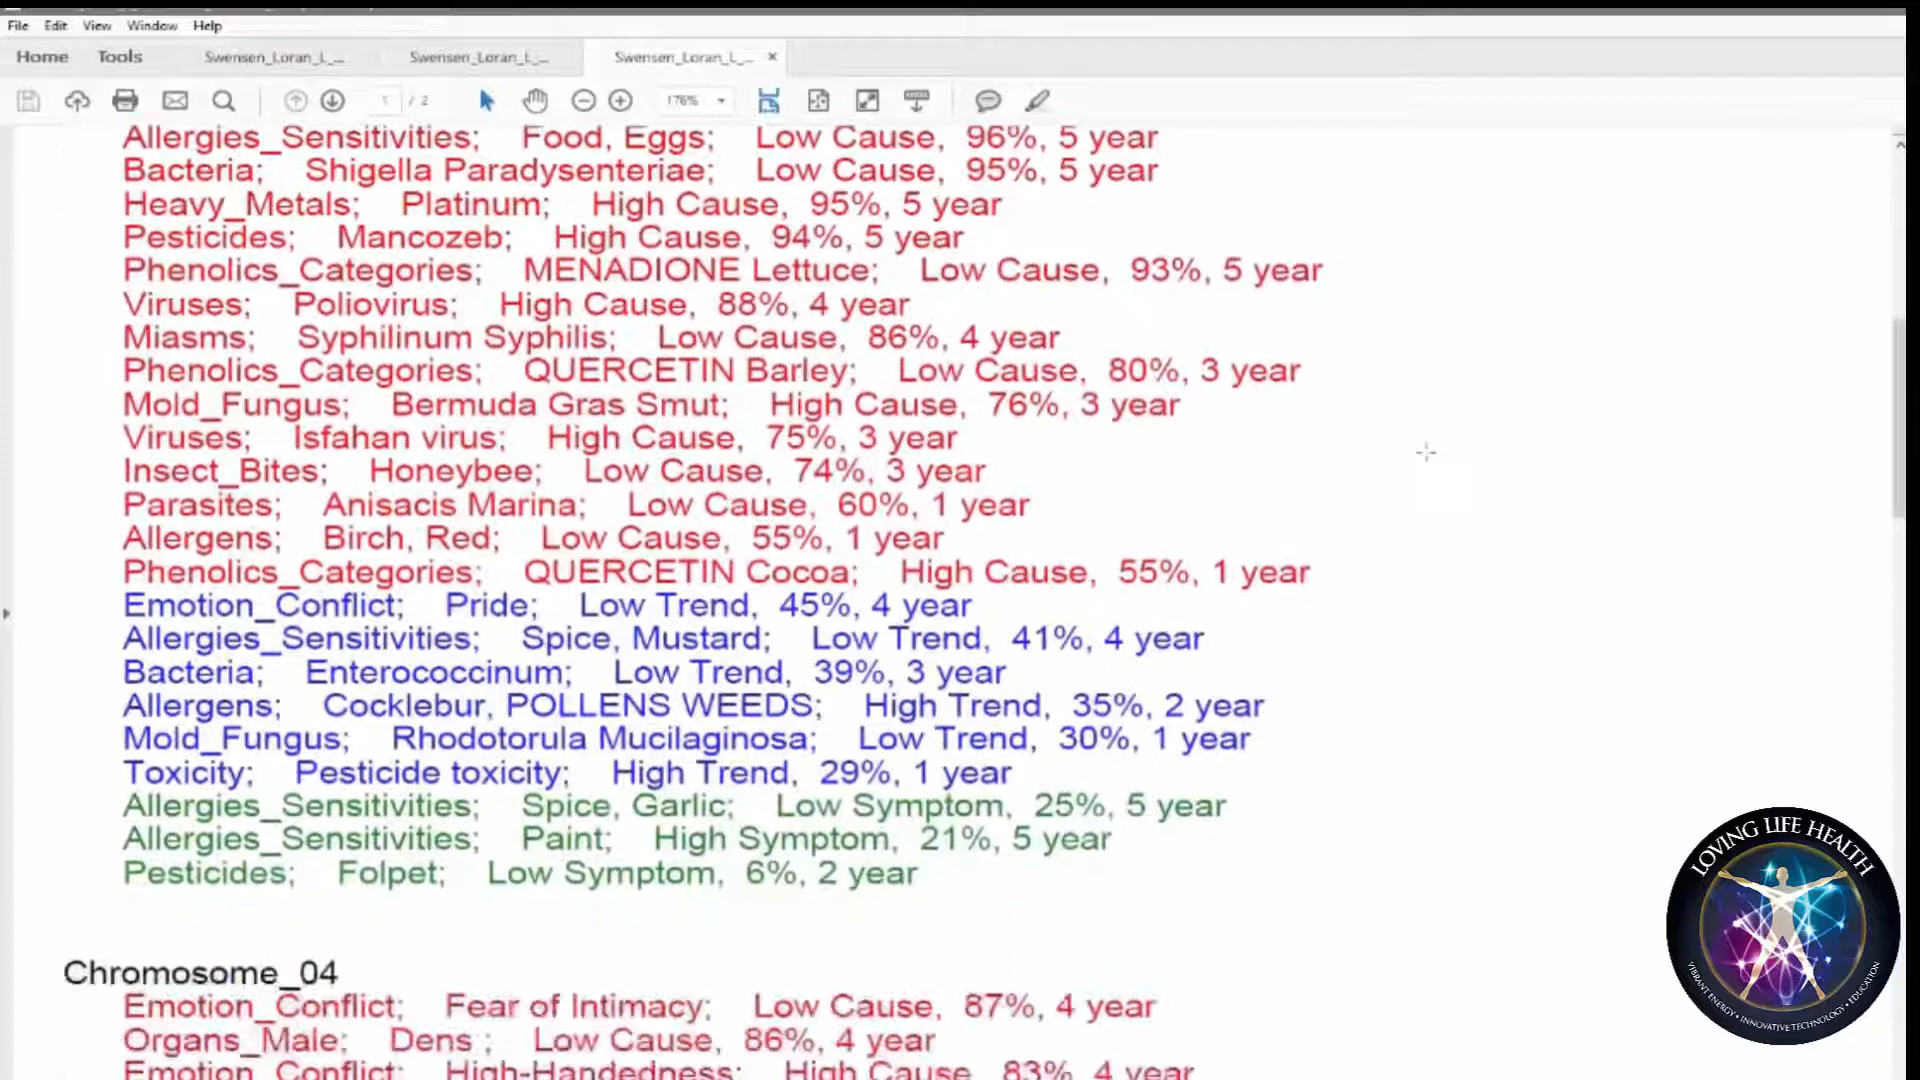 File Edit View Window Help
Home Tools Swensen_Loran_L_... Swensen_Loran_L_... Swensen_Loran_L_... ×
1 / 2 176%
Allergies_Sensitivities; Food, Eggs; Low Cause, 96%, 5 year
Bacteria; Shigella Paradysenteriae; Low Cause, 95%, 5 year
Heavy_Metals; Platinum; High Cause, 95%, 5 year
Pesticides; Mancozeb; High Cause, 94%, 5 year
Phenolics_Categories; MENADIONE Lettuce; Low Cause, 93%, 5 year
Viruses; Poliovirus; High Cause, 88%, 4 year
Miasms; Syphilinum Syphilis; Low Cause, 86%, 4 year
Phenolics_Categories; QUERCETIN Barley; Low Cause, 80%, 3 year
Mold_Fungus; Bermuda Gras Smut; High Cause, 76%, 3 year
Viruses; Isfahan virus; High Cause, 75%, 3 year
Insect_Bites; Honeybee; Low Cause, 74%, 3 year
Parasites; Anisacis Marina; Low Cause, 60%, 1 year
Allergens; Birch, Red; Low Cause, 55%, 1 year
Phenolics_Categories; QUERCETIN Cocoa; High Cause, 55%, 1 year
Emotion_Conflict; Pride; Low Trend, 45%, 4 year
Allergies_Sensitivities; Spice, Mustard; Low Trend, 41%, 4 year
Bacteria; Enterococcinum; Low Trend, 39%, 3 year
Allergens; Cocklebur, POLLENS WEEDS; High Trend, 35%, 2 year
Mold_Fungus; Rhodotorula Mucilaginosa; Low Trend, 30%, 1 year
Toxicity; Pesticide toxicity; High Trend, 29%, 1 year
Allergies_Sensitivities; Spice, Garlic; Low Symptom, 25%, 5 year
Allergies_Sensitivities; Paint; High Symptom, 21%, 5 year
Pesticides; Folpet; Low Symptom, 6%, 2 year
Chromosome_04
Emotion_Conflict; Fear of Intimacy; Low Cause, 87%, 4 year
Organs_Male; Dens ; Low Cause, 86%, 4 year
Emotion_Conflict; High-Handedness; High Cause, 83%, 4 year
LOVING LIFE HEALTH
VIBRANT ENERGY • INNOVATIVE TECHNOLOGY • EDUCATION